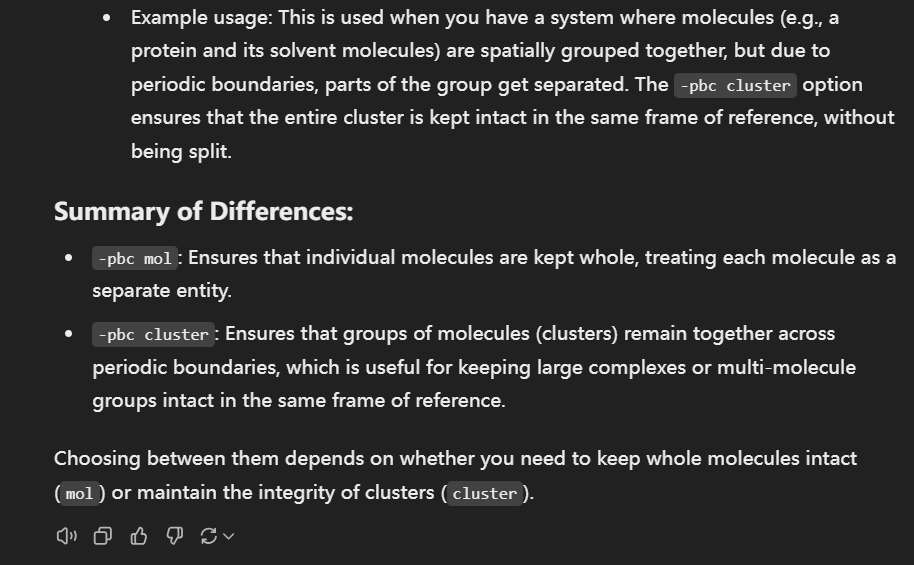 • Example usage: This is used when you have a system where molecules (e.g., a
protein and its solvent molecules) are spatially grouped together, but due to
periodic boundaries, parts of the group get separated. The -pbc cluster option
ensures that the entire cluster is kept intact in the same frame of reference, without
being split.
Summary of Differences:
• -pbc mol: Ensures that individual molecules are kept whole, treating each molecule as a
separate entity.
• -pbc cluster: Ensures that groups of molecules (clusters) remain together across
periodic boundaries, which is useful for keeping large complexes or multi-molecule
groups intact in the same frame of reference.
Choosing between them depends on whether you need to keep whole molecules intact
(mol) or maintain the integrity of clusters (cluster).